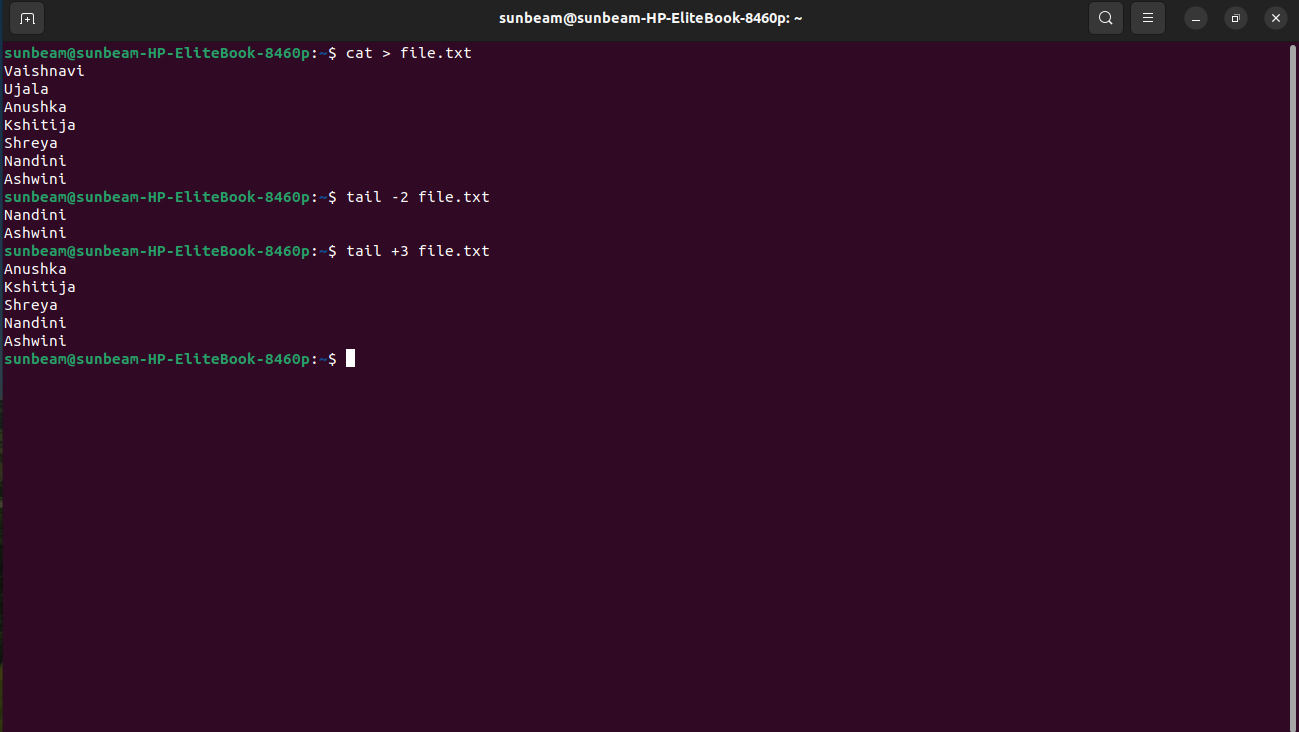 sunbeam@sunbeam-HP-EliteBook-8460p: ~
sunbeam@sunbeam-HP-EliteBook-8460p:~$ cat > file.txt
Vaishnavi
Ujala
Anushka
Kshitija
Shreya
Nandini
Ashwini
sunbeam@sunbeam-HP-EliteBook-8460p:~$ tail -2 file.txt
Nandini
Ashwini
sunbeam@sunbeam-HP-EliteBook-8460p:~$ tail +3 file.txt
Anushka
Kshitija
Shreya
Nandini
Ashwini
sunbeam@sunbeam-HP-EliteBook-8460p:~$